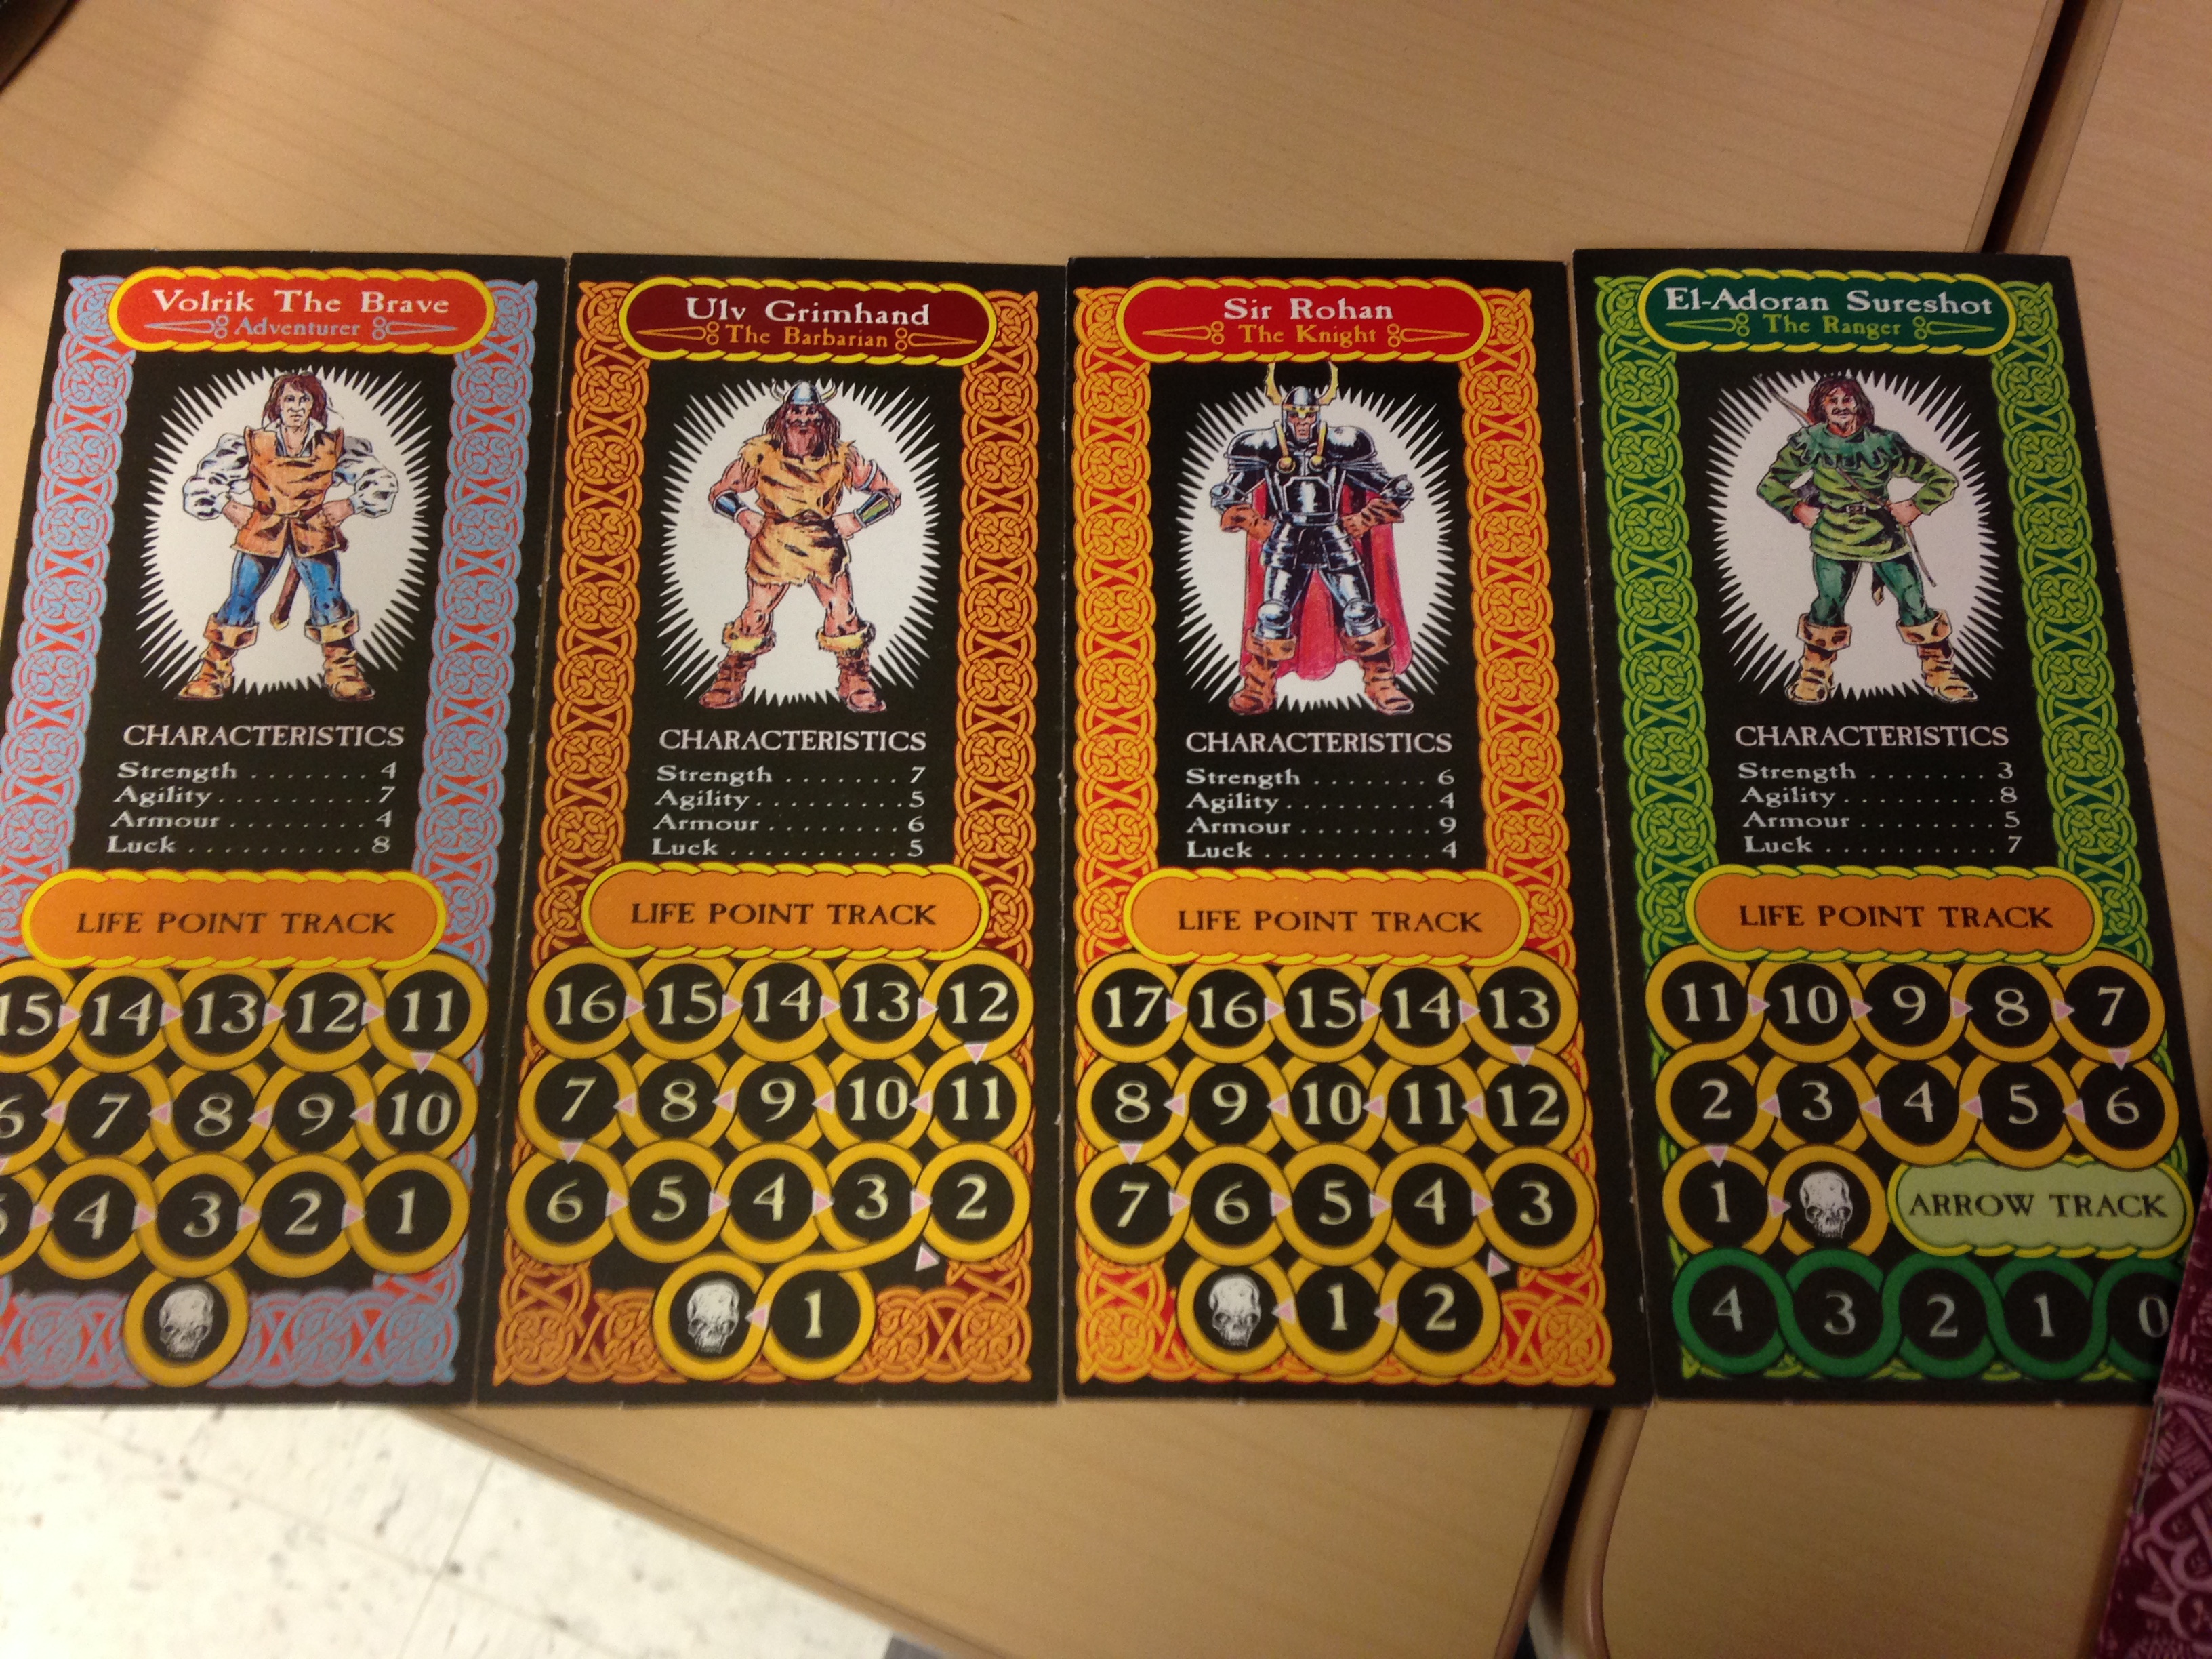 Volrik The Brave
Adventurer
CHARACTERISTICS
Strength . . . . . . . 4
Agility . . . . . . . . . 7
Armour . . . . . . . . 4
Luck . . . . . . . . . . 8
LIFE POINT TRACK
15 14 13 12 11
6 7 8 9 10
5 4 3 2 1
Ulv Grimhand
The Barbarian
CHARACTERISTICS
Strength . . . . . . . 7
Agility . . . . . . . . . 5
Armour . . . . . . . . 6
Luck . . . . . . . . . . 5
LIFE POINT TRACK
16 15 14 13 12
7 8 9 10 11
6 5 4 3 2
1
Sir Rohan
The Knight
CHARACTERISTICS
Strength . . . . . . . 6
Agility . . . . . . . . . 4
Armour . . . . . . . . 9
Luck . . . . . . . . . . 4
LIFE POINT TRACK
17 16 15 14 13
8 9 10 11 12
7 6 5 4 3
1 2
El-Adoran Sureshot
The Ranger
CHARACTERISTICS
Strength . . . . . . . 3
Agility . . . . . . . . . 8
Armour . . . . . . . . 5
Luck . . . . . . . . . . 7
LIFE POINT TRACK
11 10 9 8 7
2 3 4 5 6
1 ARROW TRACK
4 3 2 1 0